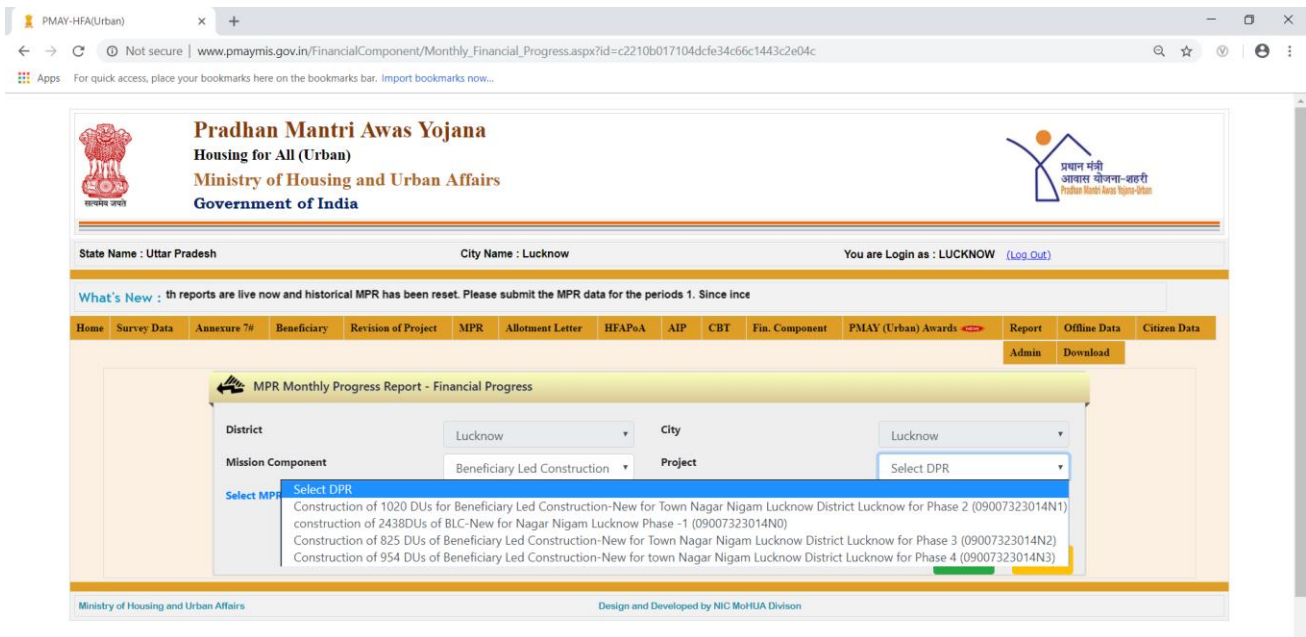 PMAY-HFA(Urban)
Not secure | www.pmaymis.gov.in/FinancialComponent/Monthly_Financial_Progress.aspx?id=c2210b017104dcfe34c66c1443c2e04c
Apps For quick access, place your bookmarks here on the bookmarks bar. Import bookmarks now...
Pradhan Mantri Awas Yojana
Housing for All (Urban)
Ministry of Housing and Urban Affairs
Government of India
सत्यमेव जयते
प्रधान मंत्री
आवास योजना-शहरी
Pradhan Mantri Awas Yojana-Urban
State Name : Uttar Pradesh City Name : Lucknow You are Login as : LUCKNOW (Log Out)
What's New : th reports are live now and historical MPR has been reset. Please submit the MPR data for the periods 1. Since ince
Home Survey Data Annexure 7# Beneficiary Revision of Project MPR Allotment Letter HFAPoA AIP CBT Fin. Component PMAY (Urban) Awards NEW Report Offline Data Citizen Data
Admin Download
MPR Monthly Progress Report - Financial Progress
District Lucknow City Lucknow
Mission Component Beneficiary Led Construction Project Select DPR
Select MPR
Select DPR
Construction of 1020 DUs for Beneficiary Led Construction-New for Town Nagar Nigam Lucknow District Lucknow for Phase 2 (09007323014N1)
construction of 2438DUs of BLC-New for Nagar Nigam Lucknow Phase -1 (09007323014N0)
Construction of 825 DUs of Beneficiary Led Construction-New for Town Nagar Nigam Lucknow District Lucknow for Phase 3 (09007323014N2)
Construction of 954 DUs of Beneficiary Led Construction-New for town Nagar Nigam Lucknow District Lucknow for Phase 4 (09007323014N3)
Ministry of Housing and Urban Affairs Design and Developed by NIC MoHUA Divison